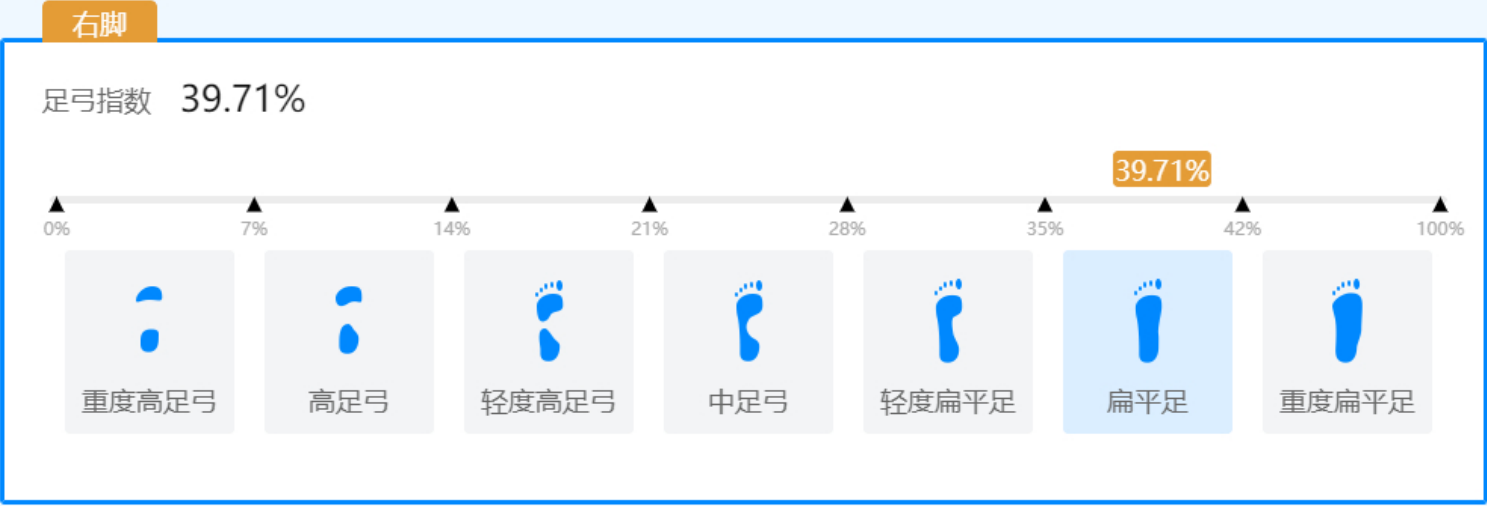 右脚
足弓指数 39.71%
39.71%
0% 7% 14% 21% 28% 35% 42% 100%
重度高足弓 高足弓 轻度高足弓 中足弓 轻度扁平足 扁平足 重度扁平足